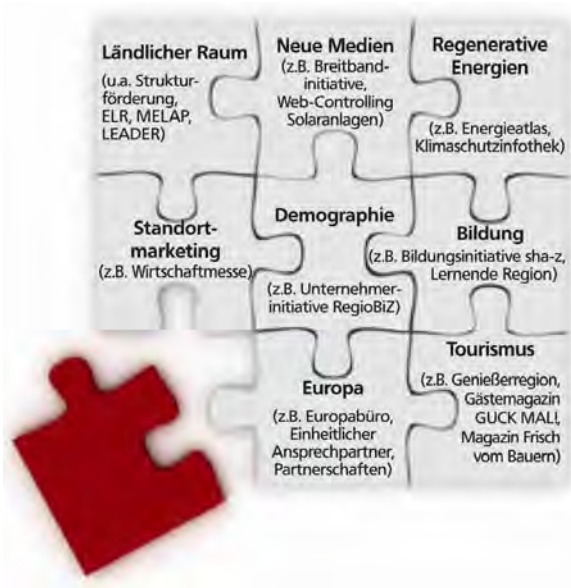 Ländlicher Raum
(u.a. Struktur-
förderung,
ELR, MELAP,
LEADER)
Neue Medien
(z.B. Breitband-
initiative,
Web-Controlling
Solaranlagen)
Regenerative
Energien
(z.B. Energieatlas,
Klimaschutzinfothek)
Standort-
marketing
(z.B. Wirtschaftmesse)
Demographie
(z.B. Unternehmer-
initiative RegioBiZ)
Bildung
(z.B. Bildungsinitiative sha-z,
Lernende Region)
Europa
(z.B. Europabüro,
Einheitlicher
Ansprechpartner,
Partnerschaften)
Tourismus
(z.B. Genießerregion,
Gästemagazin
GUCK MAL!,
Magazin Frisch
vom Bauern)